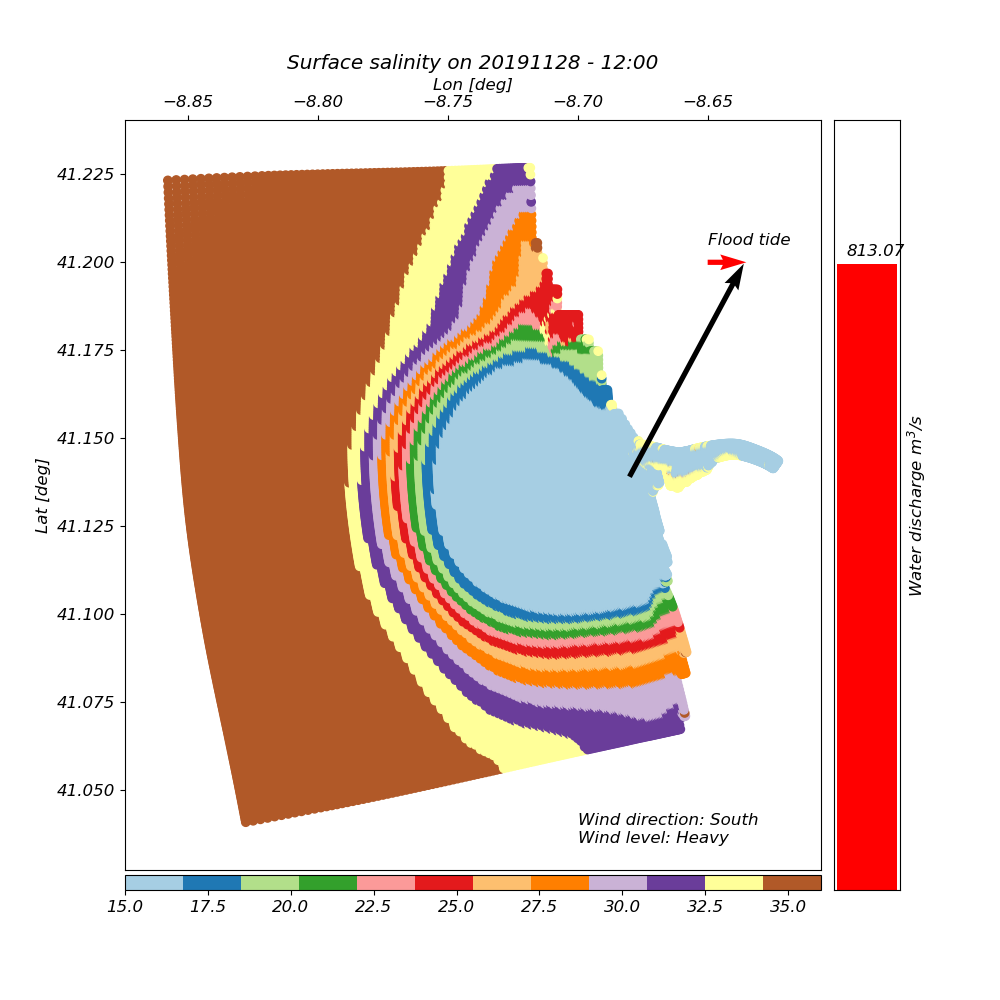 Surface salinity on 20191128 - 12:00
Lon [deg]
−8.85 −8.80 −8.75 −8.70 −8.65
41.225
41.200
41.175
41.150
41.125
41.100
41.075
41.050
Lat [deg]
Flood tide
813.07
Water discharge m³/s
Wind direction: South
Wind level: Heavy
15.0 17.5 20.0 22.5 25.0 27.5 30.0 32.5 35.0